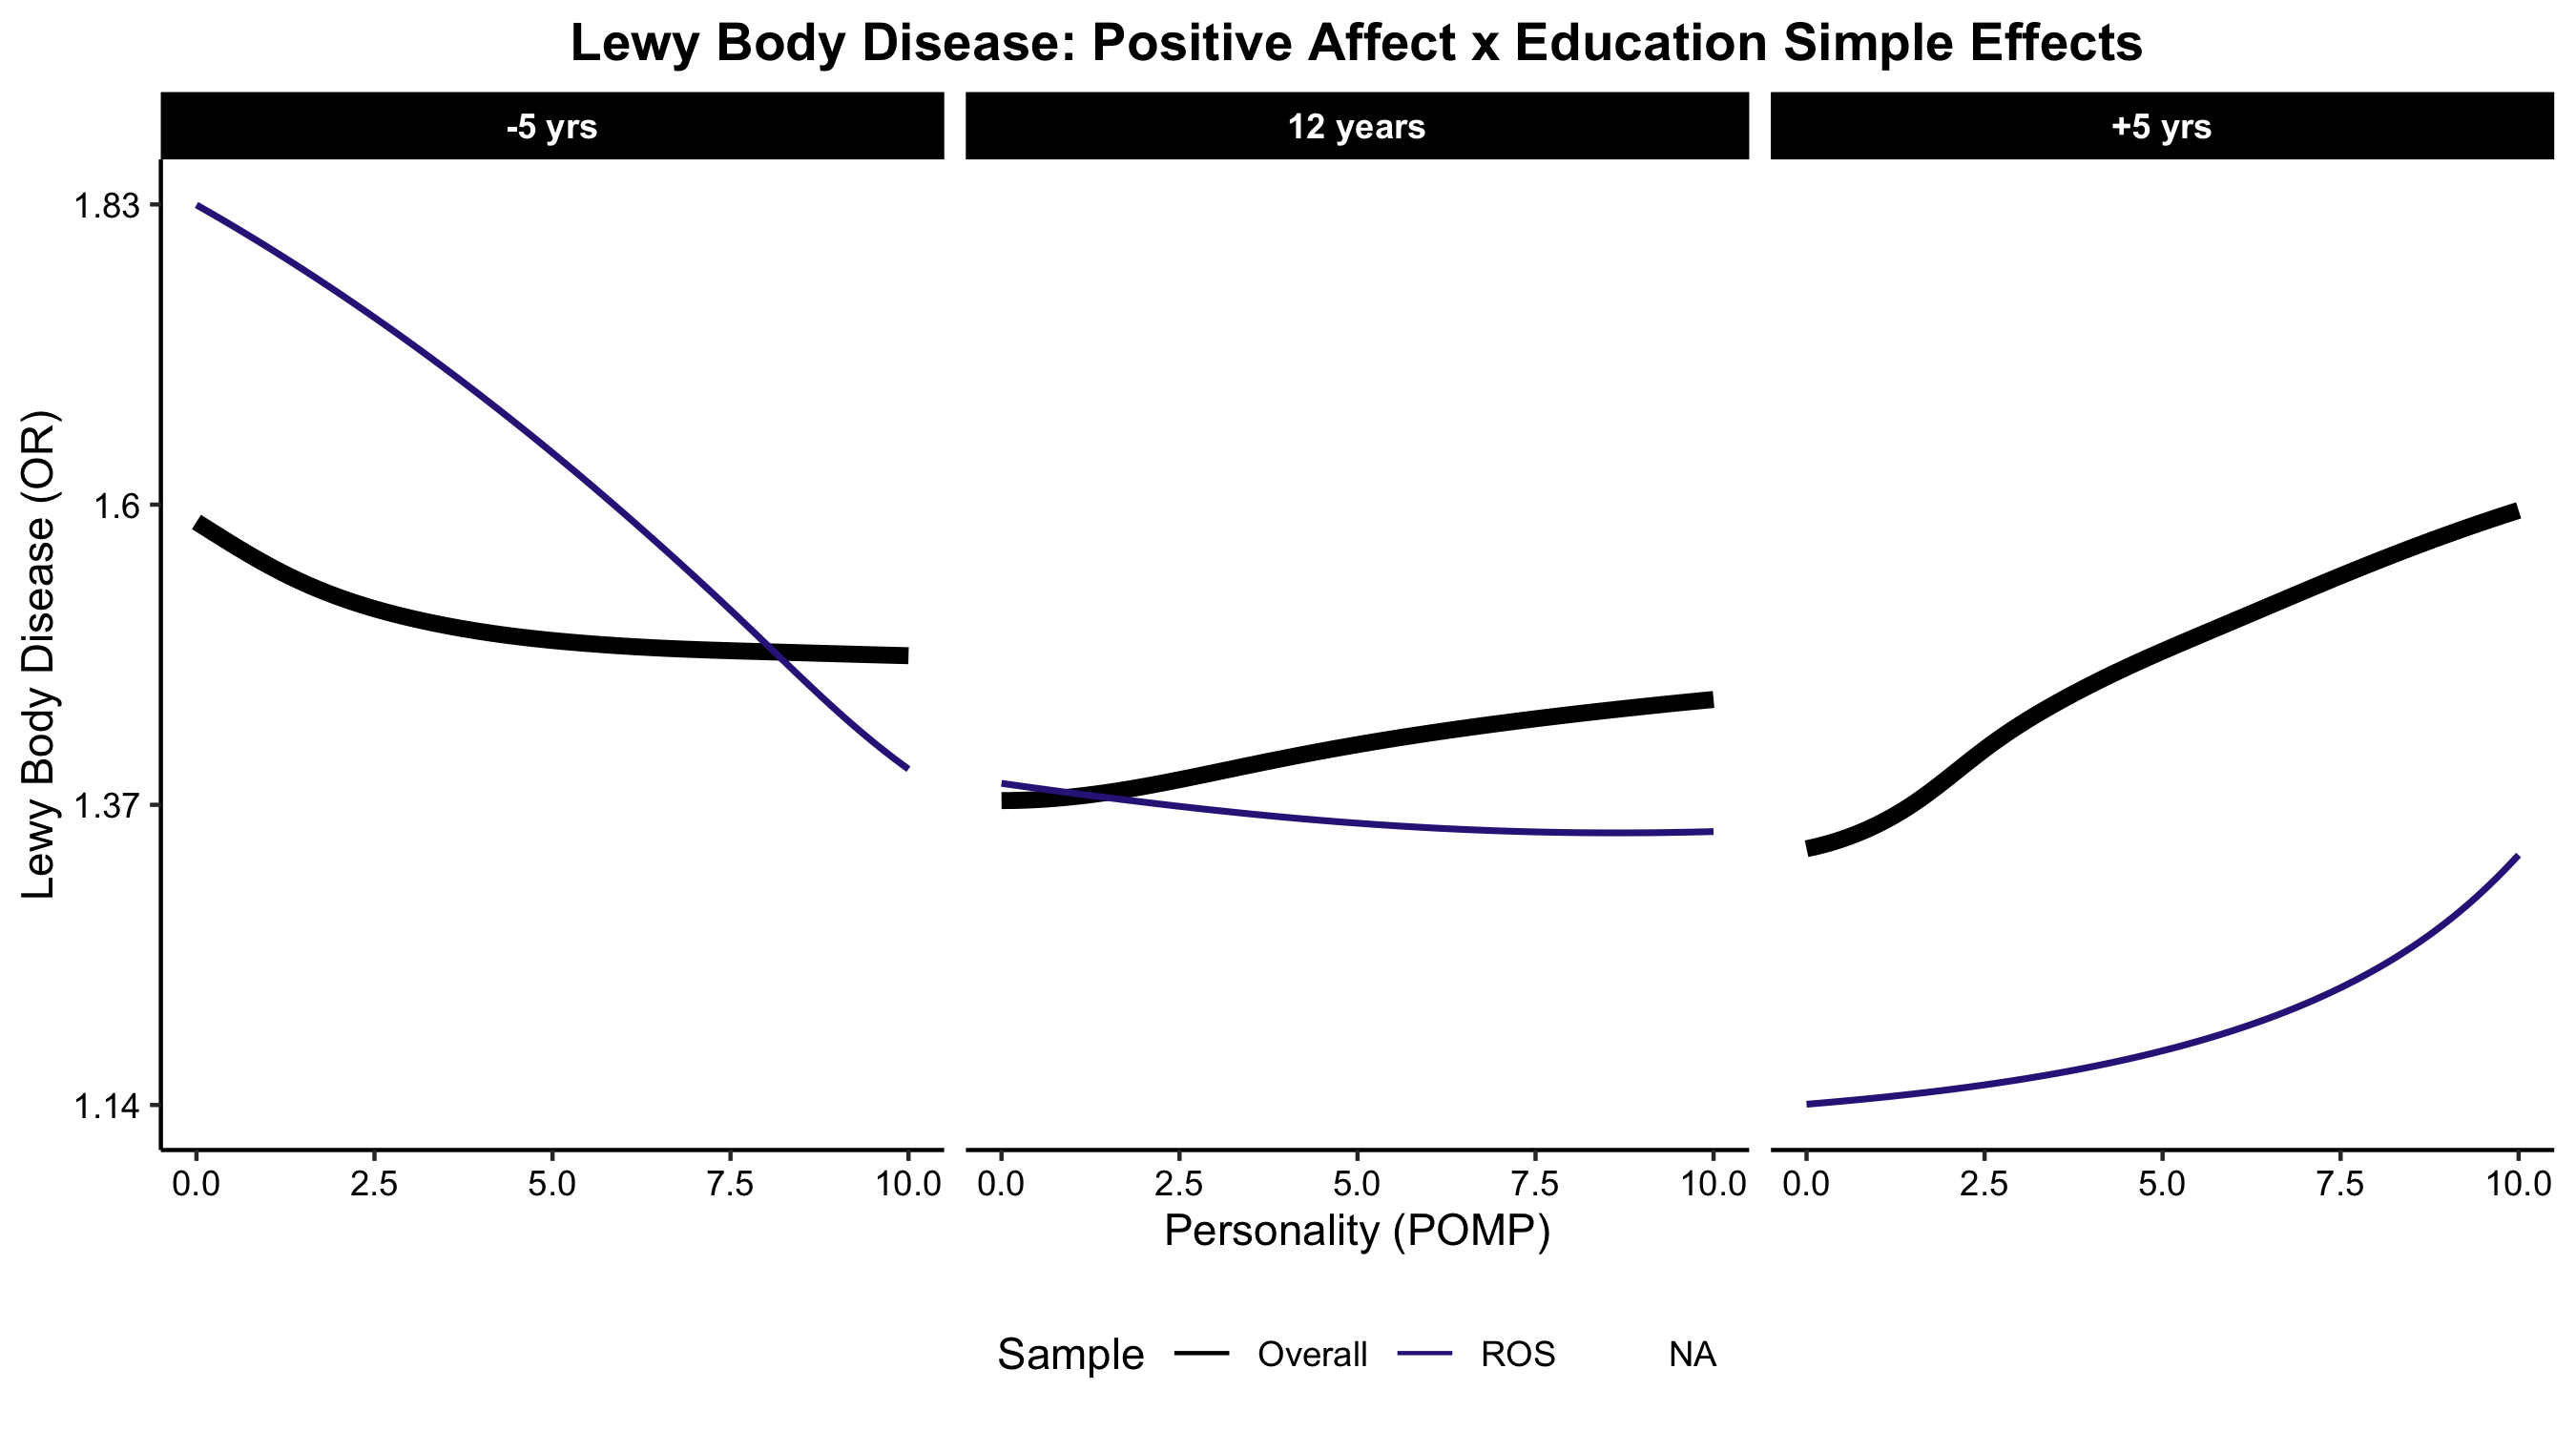 Lewy Body Disease: Positive Affect x Education Simple Effects
-5 yrs
12 years
+5 yrs
Lewy Body Disease (OR)
1.83
1.6
1.37
1.14
0.0 2.5 5.0 7.5 10.0
0.0 2.5 5.0 7.5 10.0
0.0 2.5 5.0 7.5 10.0
Personality (POMP)
Sample Overall ROS NA